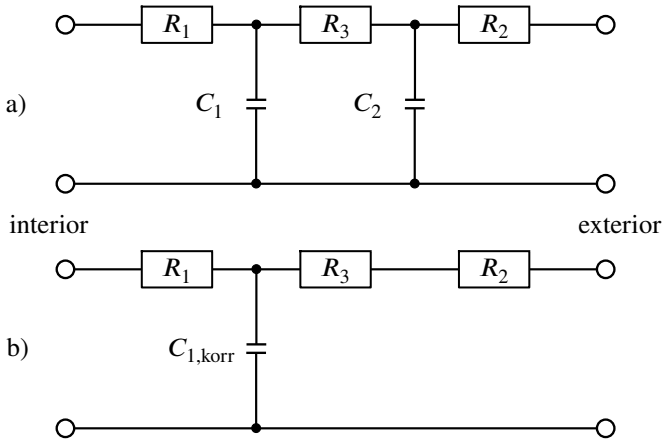 R1 R3 R2
a) C1 C2
interior exterior
R1 R3 R2
b) C1,korr